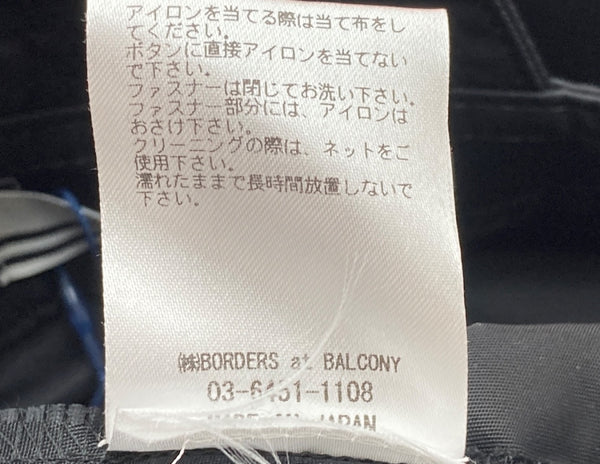 アイロンを当てる際は当て布をし
てください。
ボタンに直接アイロンを当てない
で下さい。
ファスナーは閉じてお洗い下さい。
ファスナー部分には、アイロンは
おさけ下さい。
クリーニングの際は、ネットをご
使用下さい。
濡れたままで長時間放置しないで
下さい。
㈱BORDERS at BALCONY
03-6451-1108
JAPAN